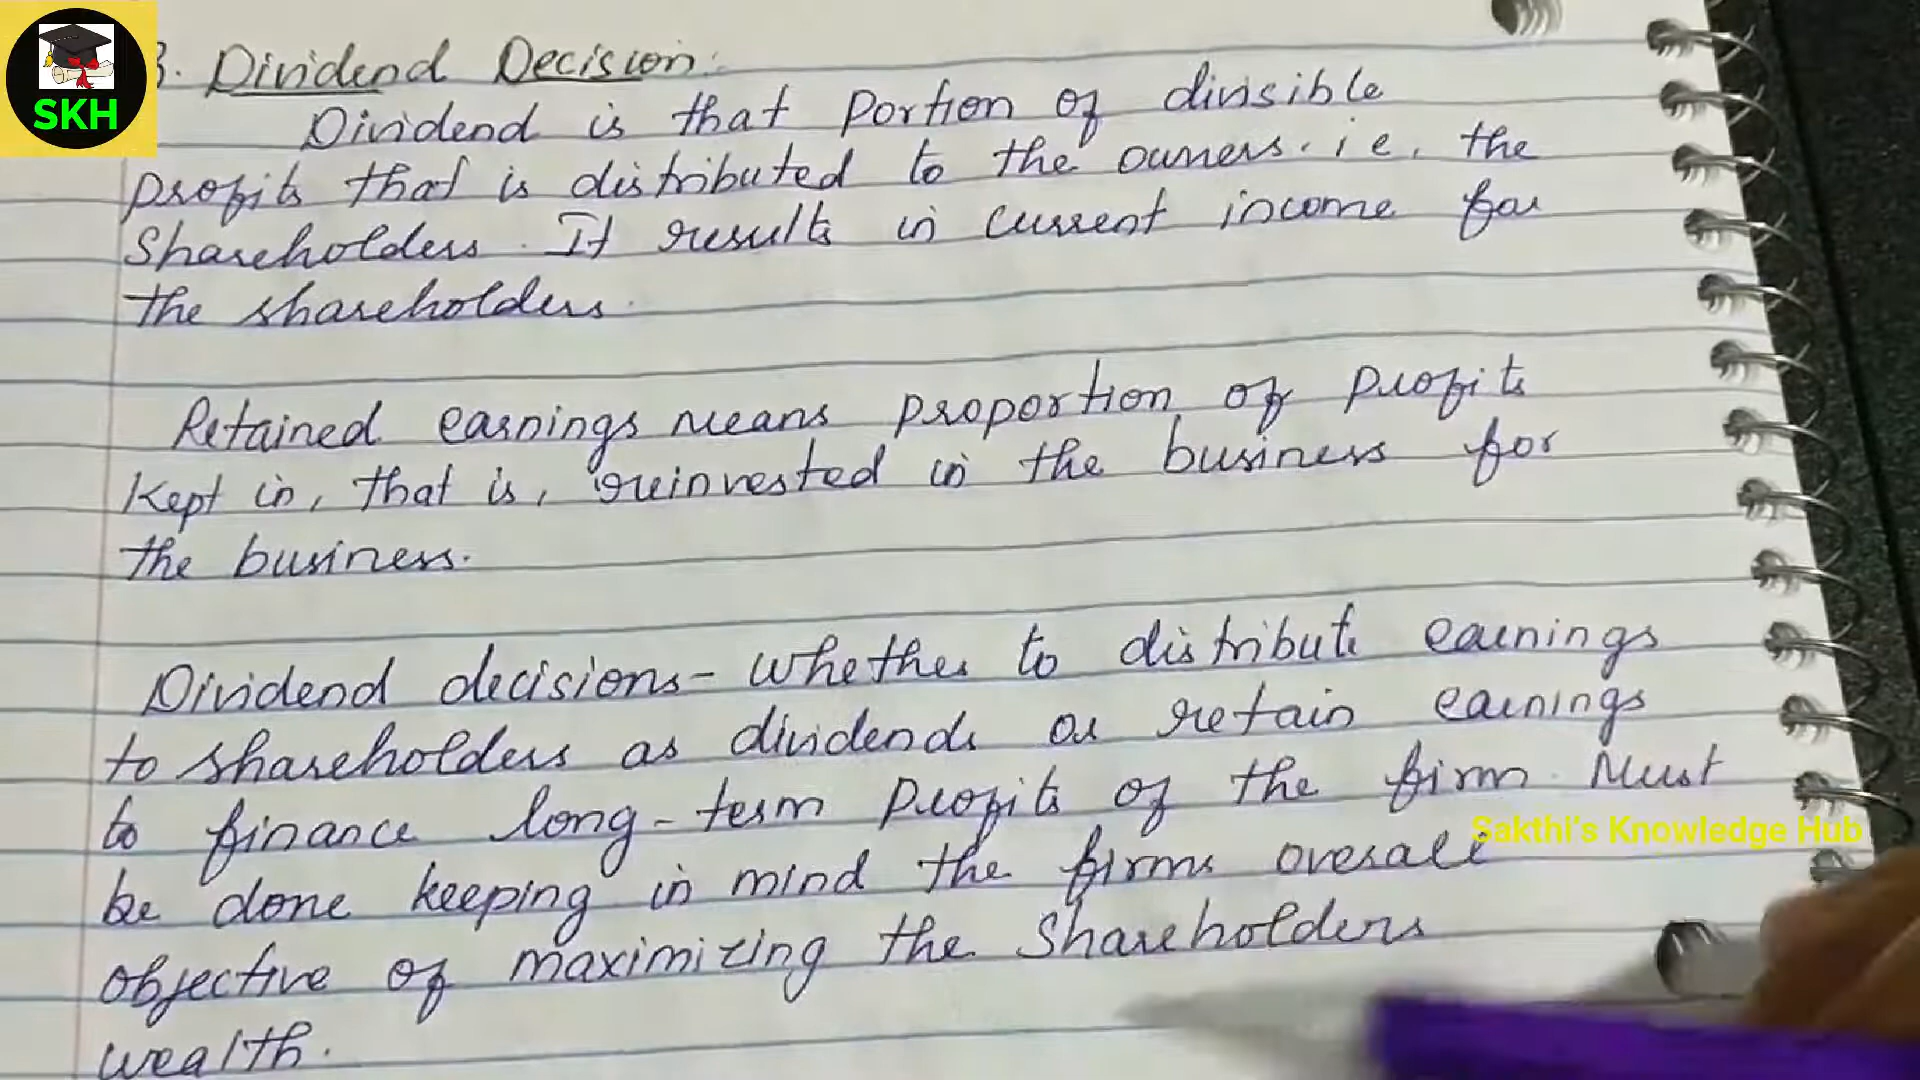 SKH
3. Dividend Decision:
Dividend is that portion of divisible
profits that is distributed to the owners. i.e, the
Shareholders. It results in current income for
the shareholders.
Retained earnings means proportion of profits
kept in, that is, reinvested in the business for
the business.
Dividend decisions - whether to distribute earnings
to shareholders as dividends or retain earnings
to finance long-term profits of the firm. Must
Sakthi's Knowledge Hub
be done keeping in mind the firms overall
objective of maximizing the shareholders
wealth.